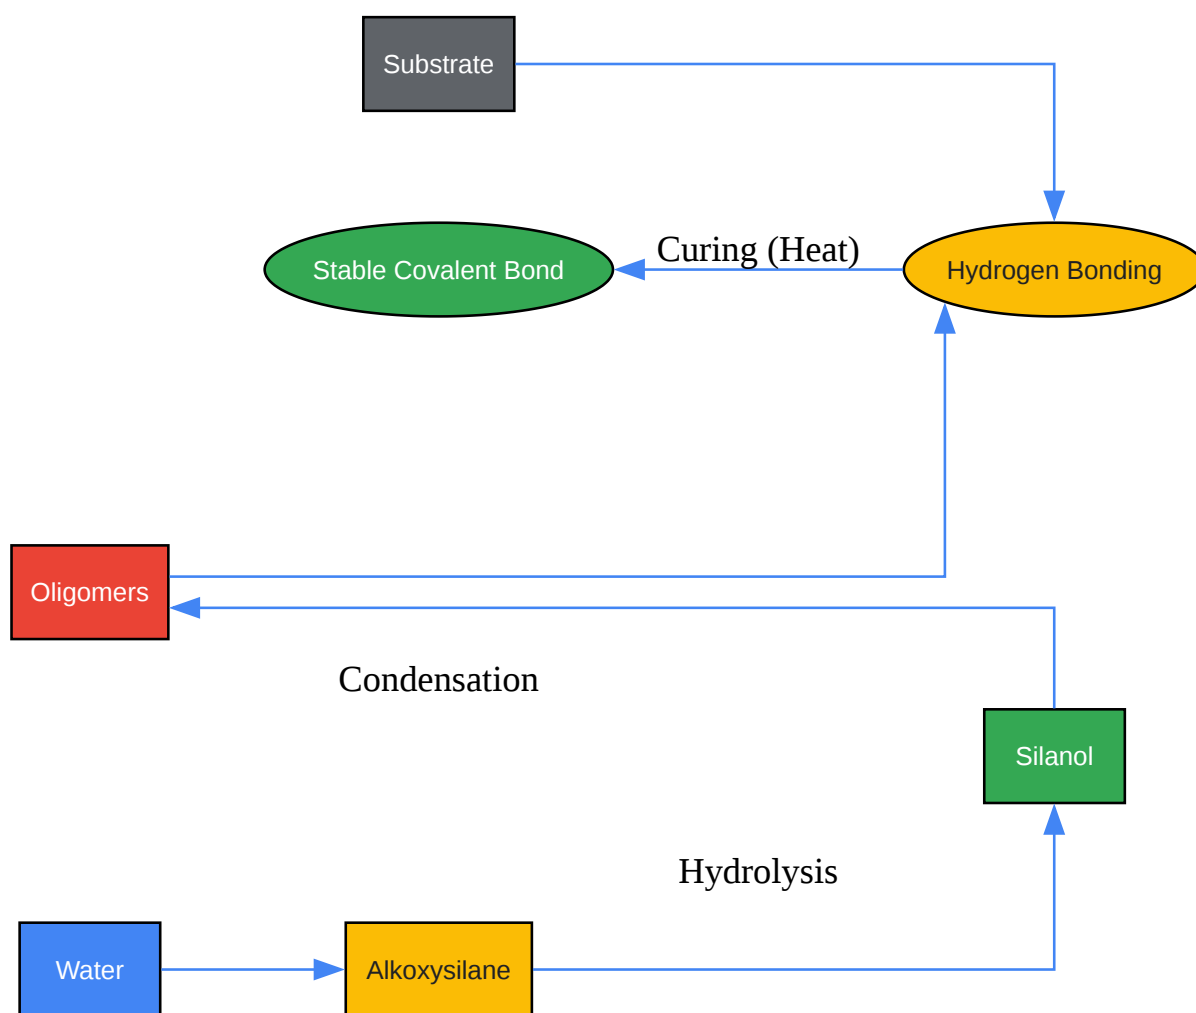 Substrate
Curing (Heat)
Stable Covalent Bond
Hydrogen Bonding
Oligomers
Condensation
Silanol
Hydrolysis
Water
Alkoxysilane